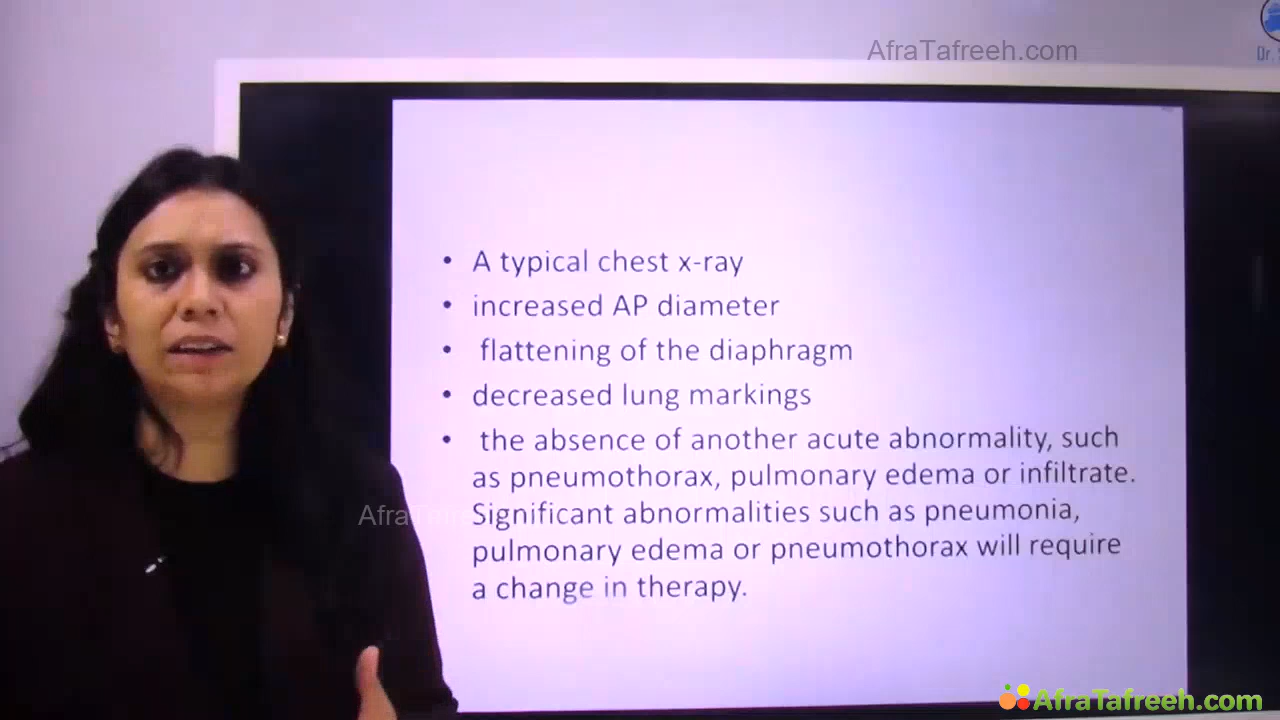 AfraTafreeh.com
Dr.
• A typical chest x-ray
• increased AP diameter
• flattening of the diaphragm
• decreased lung markings
• the absence of another acute abnormality, such
as pneumothorax, pulmonary edema or infiltrate.
Significant abnormalities such as pneumonia,
pulmonary edema or pneumothorax will require
a change in therapy.
AfraTafreeh.com